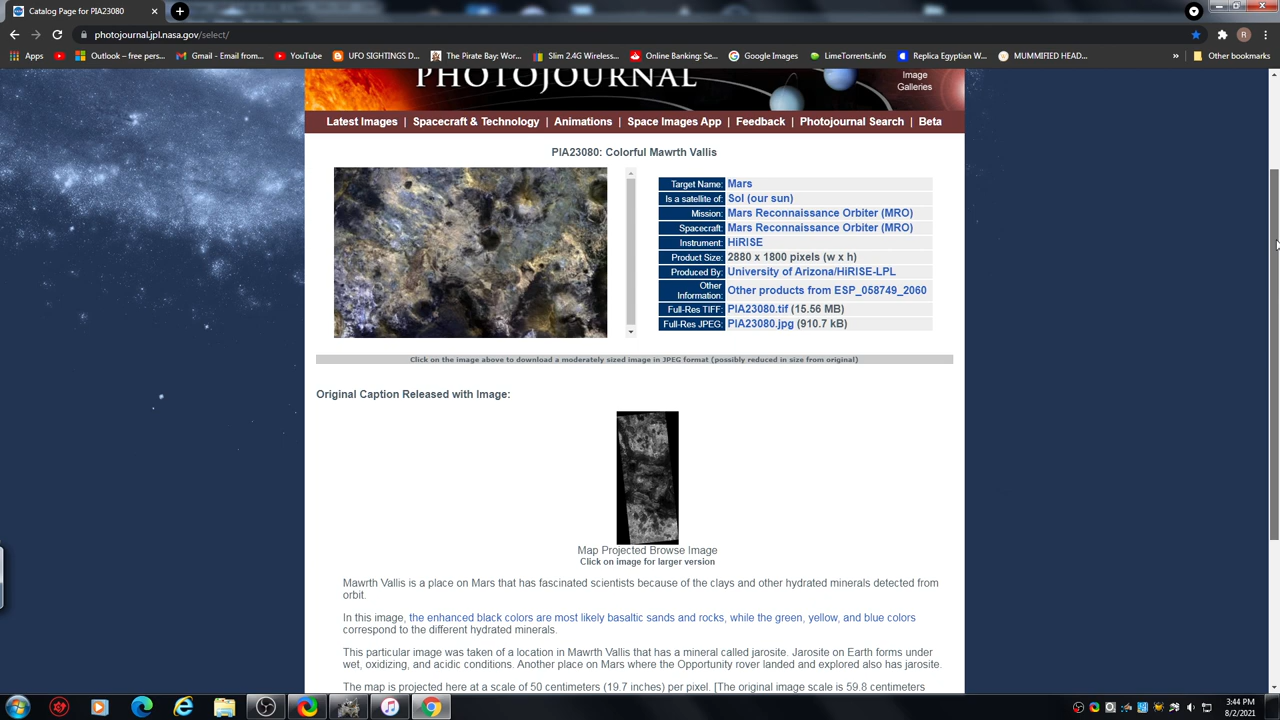 Catalog Page for PIA23080
photojournal.jpl.nasa.gov/select/
R
Apps
Outlook – free pers...
Gmail - Email from...
YouTube
UFO SIGHTINGS D...
The Pirate Bay: Wor...
Slim 2.4G Wireless...
Online Banking: Se...
Google Images
LimeTorrents.info
Replica Egyptian W...
MUMMIFIED HEAD...
»
Other bookmarks
PHOTOJOURNAL
Image
Galleries
Latest Images | Spacecraft & Technology | Animations | Space Images App | Feedback | Photojournal Search | Beta
PIA23080: Colorful Mawrth Vallis
Target Name: Mars
Is a satellite of: Sol (our sun)
Mission: Mars Reconnaissance Orbiter (MRO)
Spacecraft: Mars Reconnaissance Orbiter (MRO)
Instrument: HiRISE
Product Size: 2880 x 1800 pixels (w x h)
Produced By: University of Arizona/HiRISE-LPL
Other
Information: Other products from ESP_058749_2060
Full-Res TIFF: PIA23080.tif (15.56 MB)
Full-Res JPEG: PIA23080.jpg (910.7 kB)
Click on the image above to download a moderately sized image in JPEG format (possibly reduced in size from original)
Original Caption Released with Image:
Map Projected Browse Image
Click on image for larger version
Mawrth Vallis is a place on Mars that has fascinated scientists because of the clays and other hydrated minerals detected from
orbit.
In this image, the enhanced black colors are most likely basaltic sands and rocks, while the green, yellow, and blue colors
correspond to the different hydrated minerals.
This particular image was taken of a location in Mawrth Vallis that has a mineral called jarosite. Jarosite on Earth forms under
wet, oxidizing, and acidic conditions. Another place on Mars where the Opportunity rover landed and explored also has jarosite.
The map is projected here at a scale of 50 centimeters (19.7 inches) per pixel. [The original image scale is 59.8 centimeters
3:44 PM
8/2/2021